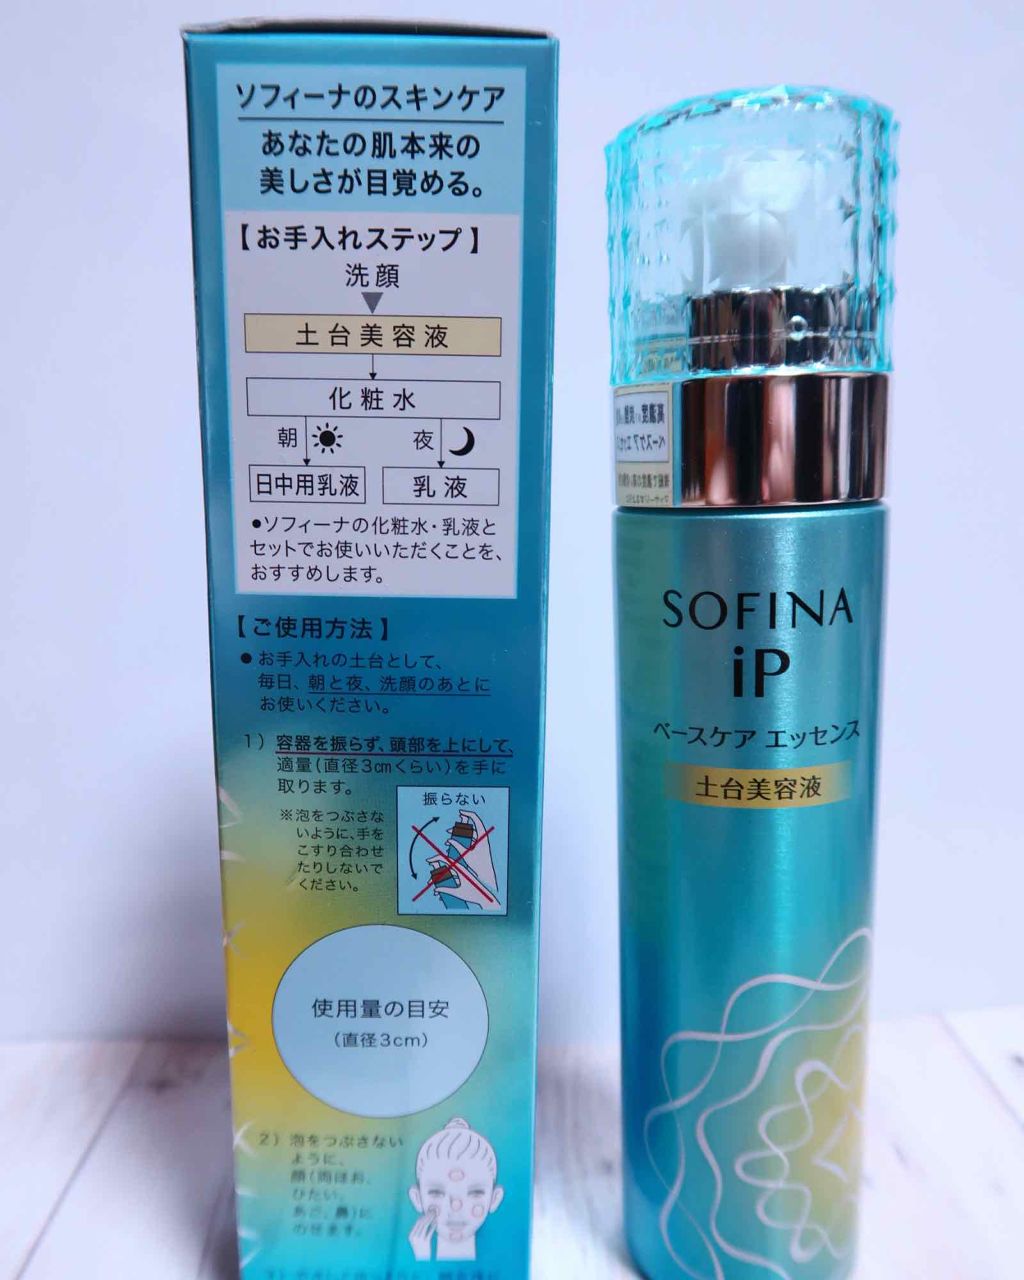 ソフィーナのスキンケア
あなたの肌本来の
美しさが目覚める。
【お手入れステップ】
洗顔
土台美容液
化粧水
朝
夜
日中用乳液
乳液
●ソフィーナの化粧水・乳液と
セットでお使いいただくことを、
おすすめします。
【ご使用方法】
●お手入れの土台として、
毎日、朝と夜、洗顔のあとに
お使いください。
1）容器を振らず、頭部を上にして、
適量（直径3cmくらい）を手に
取ります。
※泡をつぶさな
いように、手を
こすり合わせ
たりしないで
ください。
振らない
使用量の目安
（直径3cm）
2）泡をつぶさない
ように、
顔（両ほお、
ひたい、
あご、鼻）に
のせます。
SOFINA
iP
ベースケア エッセンス
土台美容液